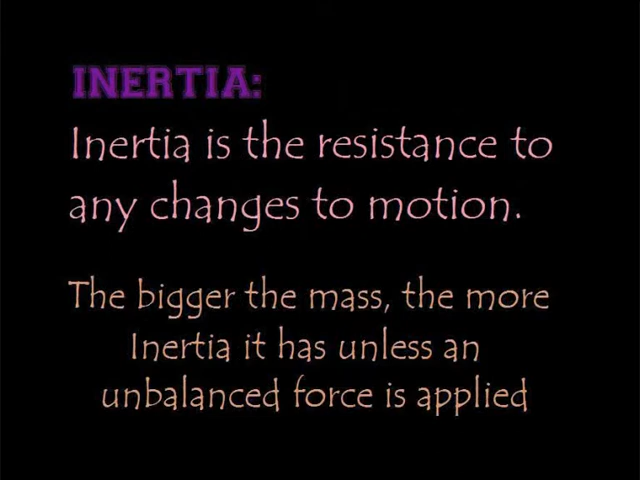 INERTIA:
Inertia is the resistance to
any changes to motion.
The bigger the mass, the more
Inertia it has unless an
unbalanced force is applied